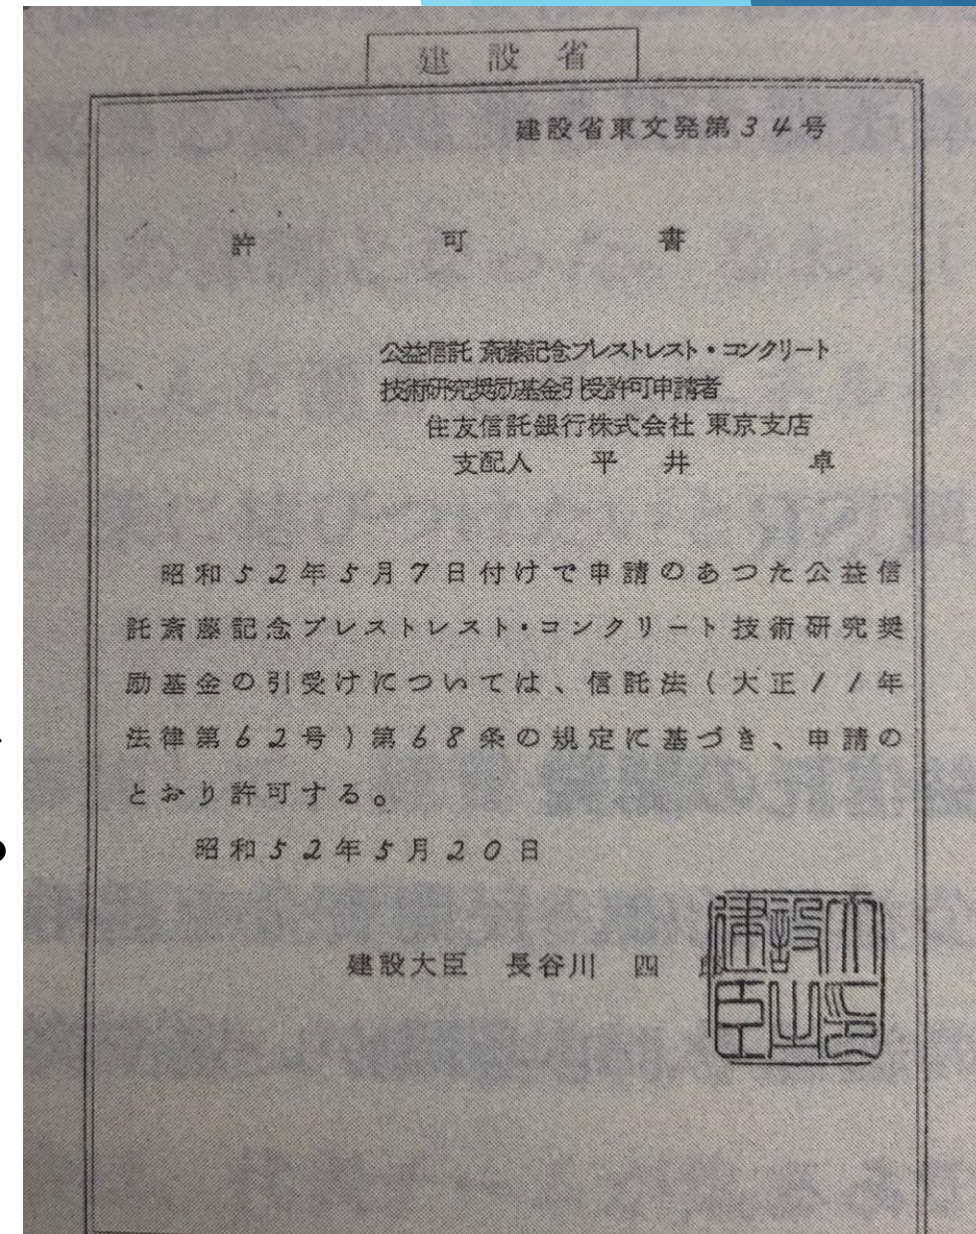 建設省
建設省東文発第34号
許可書
公益信託 斎藤記念プレストレスト・コンクリート
技術研究奨励基金引受許可申請者
住友信託銀行株式会社 東京支店
支配人 平井 卓
昭和52年5月7日付けで申請のあつた公益信
託斎藤記念プレストレスト・コンクリート技術研究奨
励基金の引受けについては、信託法(大正11年
法律第62号)第68条の規定に基づき、申請の
とおり許可する。
昭和52年5月20日
建設大臣 長谷川 四郎
建設大臣之印